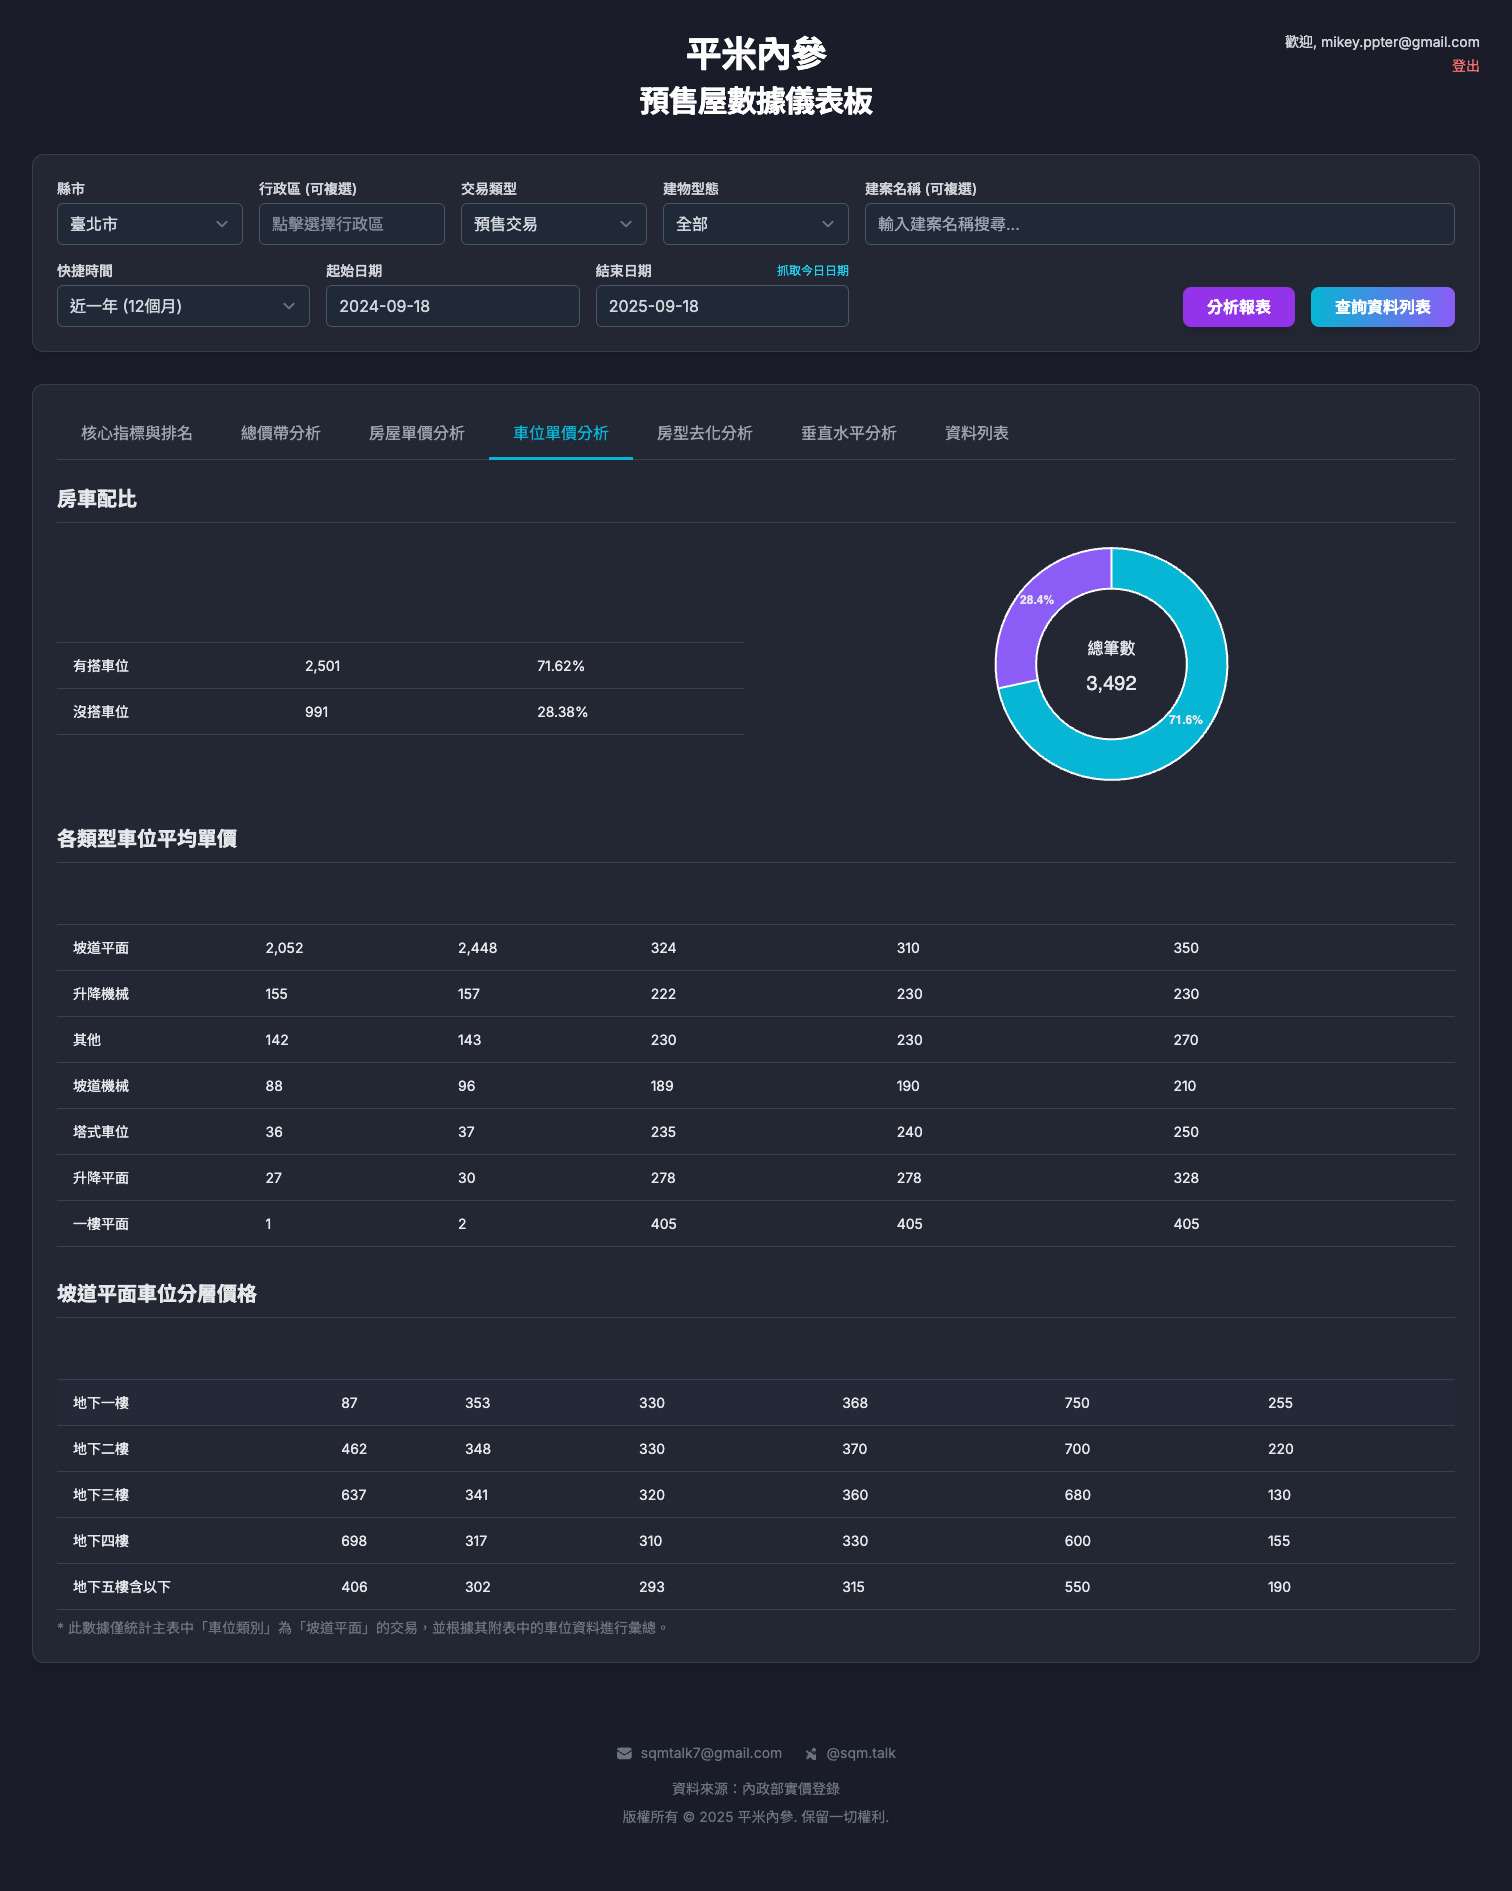 平米內參
預售屋數據儀表板
歡迎, mikey.ppter@gmail.com
登出
縣市 行政區 (可複選) 交易類型 建物型態 建案名稱 (可複選)
臺北市 點擊選擇行政區 預售交易 全部 輸入建案名稱搜尋...
快捷時間 起始日期 結束日期 抓取今日日期
近一年 (12個月) 2024-09-18 2025-09-18 分析報表 查詢資料列表
核心指標與排名 總價帶分析 房屋單價分析 車位單價分析 房型去化分析 垂直水平分析 資料列表
房車配比
有搭車位 2,501 71.62%
沒搭車位 991 28.38%
28.4%
總筆數
3,492
71.6%
各類型車位平均單價
坡道平面 2,052 2,448 324 310 350
升降機械 155 157 222 230 230
其他 142 143 230 230 270
坡道機械 88 96 189 190 210
塔式車位 36 37 235 240 250
升降平面 27 30 278 278 328
一樓平面 1 2 405 405 405
坡道平面車位分層價格
地下一樓 87 353 330 368 750 255
地下二樓 462 348 330 370 700 220
地下三樓 637 341 320 360 680 130
地下四樓 698 317 310 330 600 155
地下五樓含以下 406 302 293 315 550 190
* 此數據僅統計主表中「車位類別」為「坡道平面」的交易，並根據其附表中的車位資料進行彙總。
sqmtalk7@gmail.com @sqm.talk
資料來源：內政部實價登錄
版權所有 © 2025 平米內參. 保留一切權利.